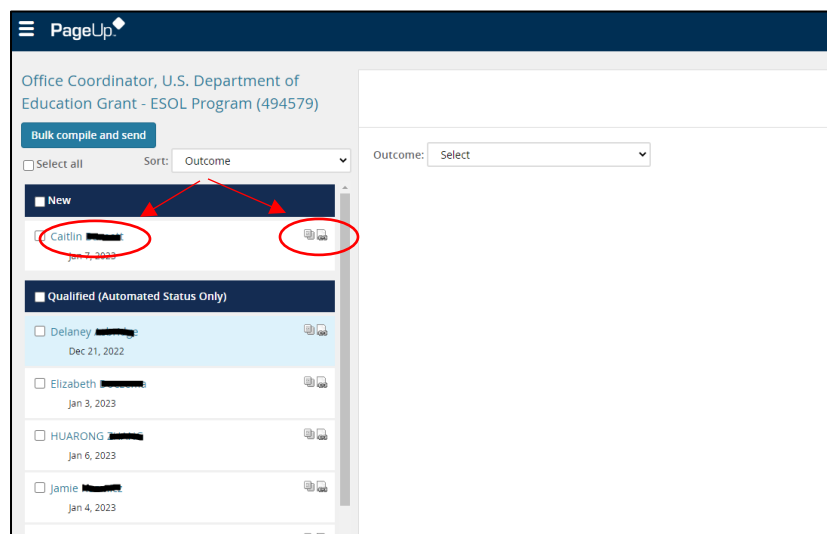 PageUp
Office Coordinator, U.S. Department of
Education Grant - ESOL Program (494579)
Bulk compile and send
Select all
Sort:
Outcome
Outcome:
Select
New
Caitlin
Jan 7, 2023
Qualified (Automated Status Only)
Delaney
Dec 21, 2022
Elizabeth
Jan 3, 2023
HUARONG
Jan 6, 2023
Jamie
Jan 4, 2023